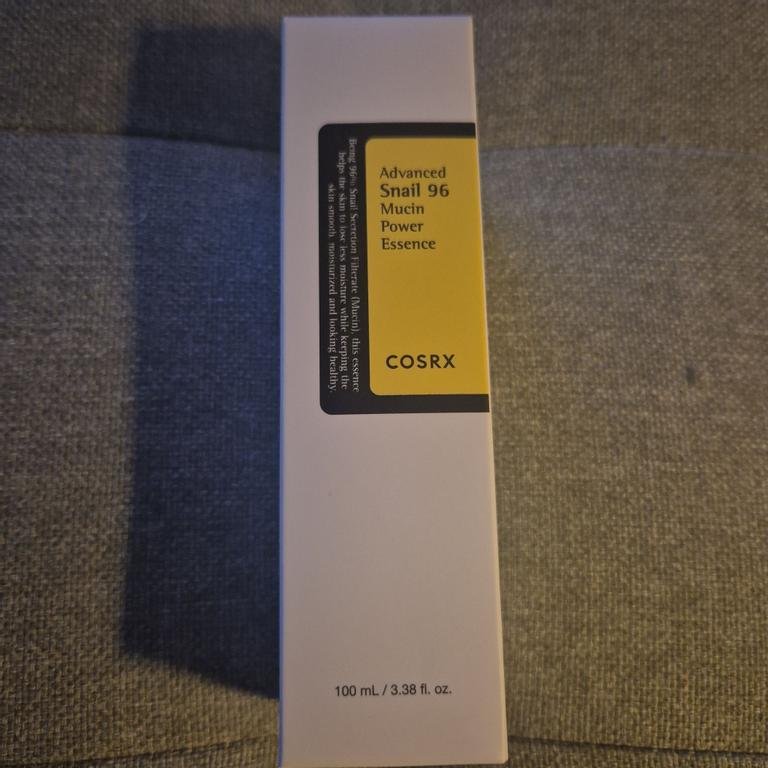 Advanced
Snail 96
Mucin
Power
Essence
COSRX
Being 96% Snail Secretion Filterate (Mucin), this essence
helps the skin to lose less moisture while keeping the
skin smooth, moisturized and looking healthy.
100 mL / 3.38 fl. oz.